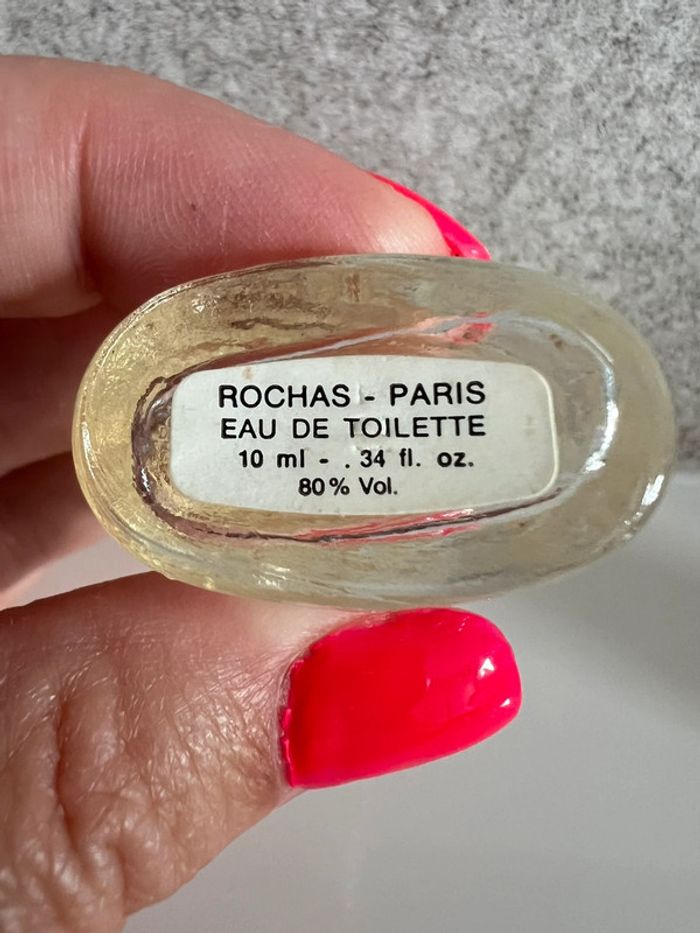 ROCHAS - PARIS
EAU DE TOILETTE
10 ml - .34 fl. oz.
80% Vol.